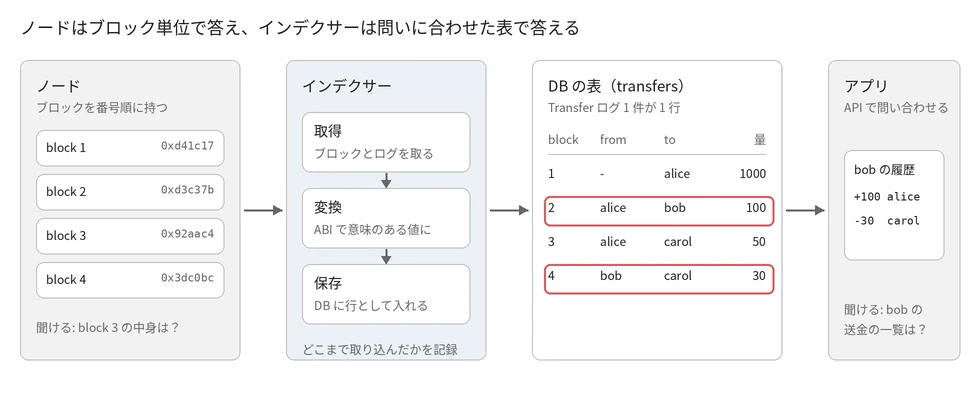 ノードはブロック単位で答え、インデクサーは問いに合わせた表で答える
ノード
ブロックを番号順に持つ
block 1 0xd41c17
block 2 0xd3c37b
block 3 0x92aac4
block 4 0x3dc0bc
聞ける: block 3 の中身は？
インデクサー
取得
ブロックとログを取る
変換
ABI で意味のある値に
保存
DB に行として入れる
どこまで取り込んだかを記録
DB の表（transfers）
Transfer ログ 1 件が 1 行
block from to 量
1 - alice 1000
2 alice bob 100
3 alice carol 50
4 bob carol 30
アプリ
API で問い合わせる
bob の履歴
+100 alice
-30 carol
聞ける: bob の
送金の一覧は？